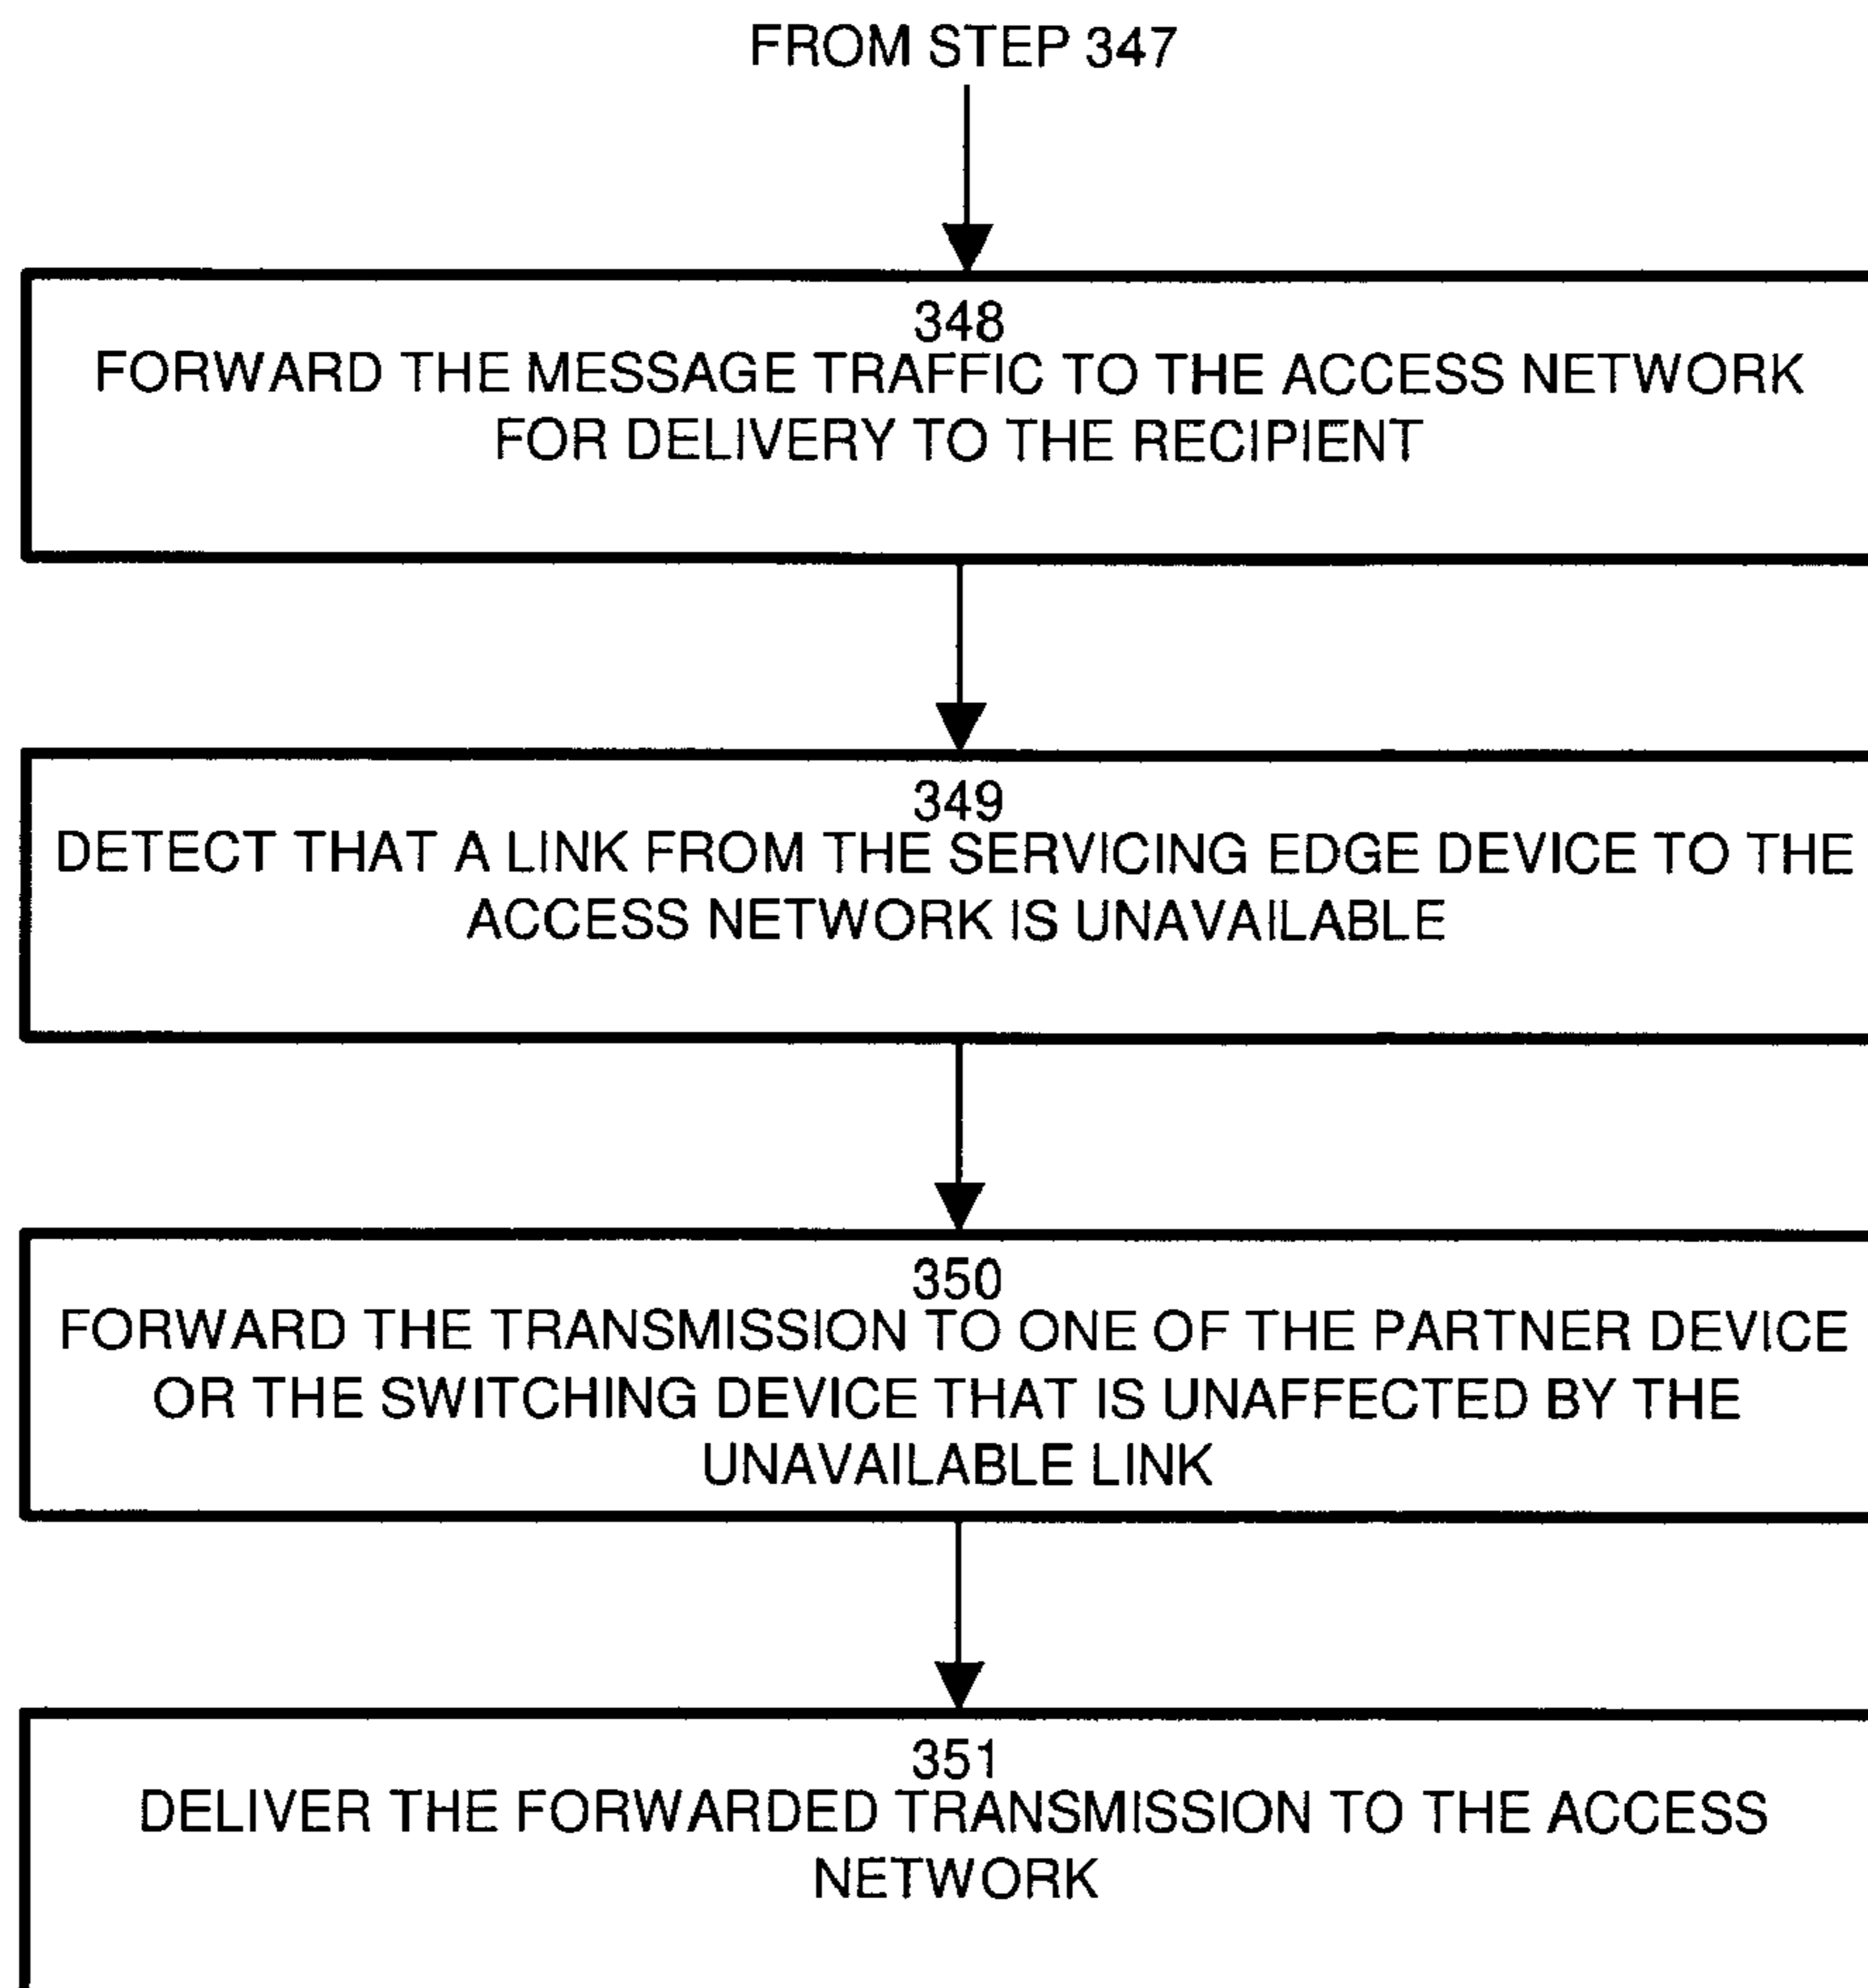 FROM STEP 347
348
FORWARD THE MESSAGE TRAFFIC TO THE ACCESS NETWORK
FOR DELIVERY TO THE RECIPIENT
349
DETECT THAT A LINK FROM THE SERVICING EDGE DEVICE TO THE
ACCESS NETWORK IS UNAVAILABLE
350
FORWARD THE TRANSMISSION TO ONE OF THE PARTNER DEVICE
OR THE SWITCHING DEVICE THAT IS UNAFFECTED BY THE
UNAVAILABLE LINK
351
DELIVER THE FORWARDED TRANSMISSION TO THE ACCESS
NETWORK